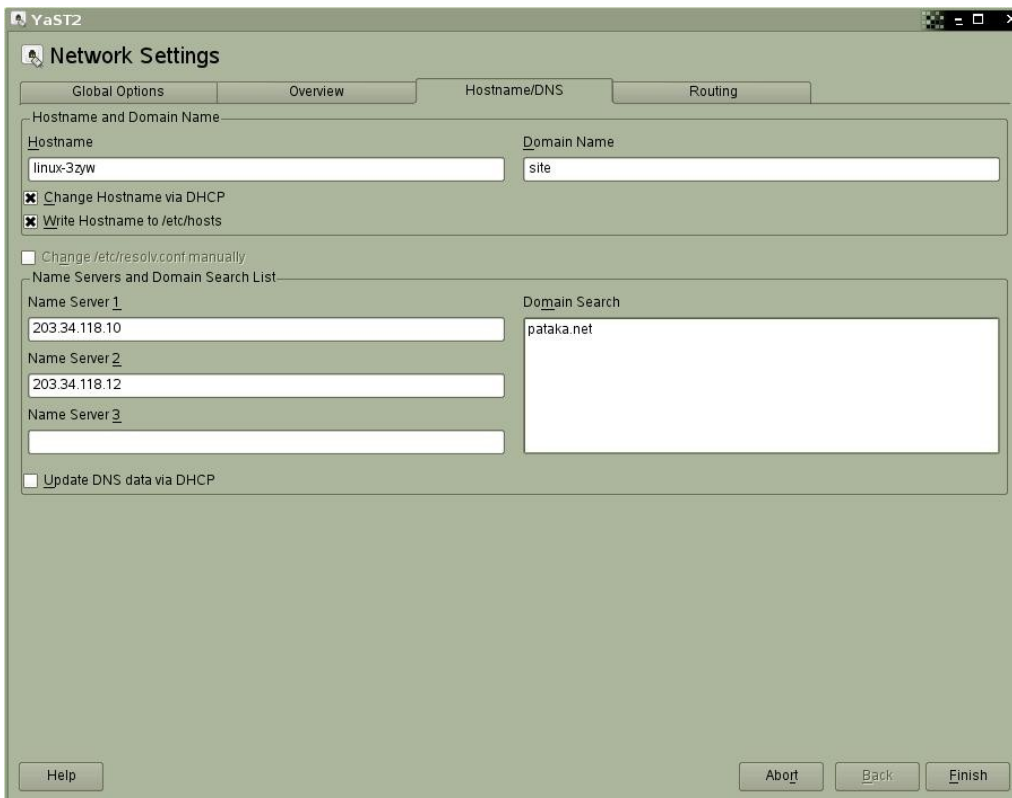 YaST2
Network Settings
Global Options Overview Hostname/DNS Routing
Hostname and Domain Name
Hostname Domain Name
linux-3zyw site
Change Hostname via DHCP
Write Hostname to /etc/hosts
Change /etc/resolv.conf manually
Name Servers and Domain Search List
Name Server 1 Domain Search
203.34.118.10 pataka.net
Name Server 2
203.34.118.12
Name Server 3
Update DNS data via DHCP
Help Abort Back Finish